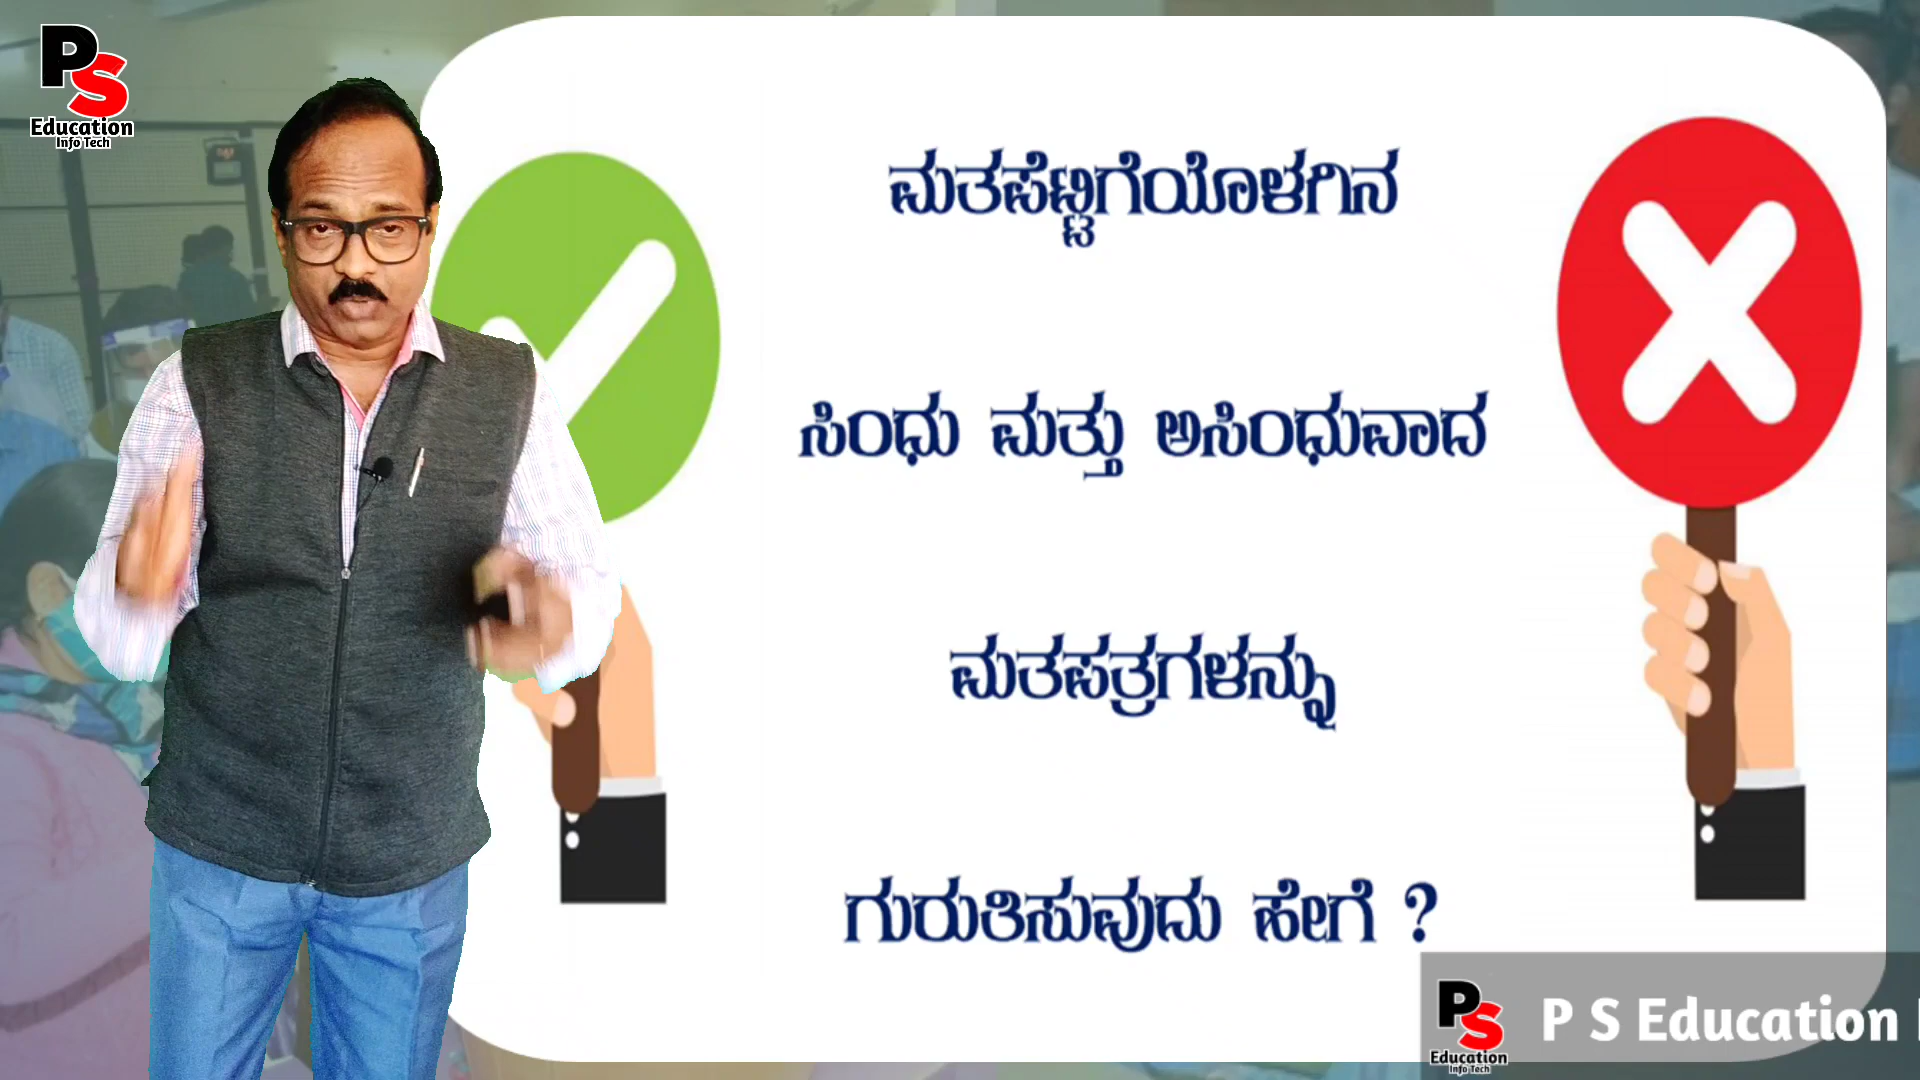 PS
Education
Info Tech
ಮತಪೆಟ್ಟಿಗೆಯೊಳಗಿನ
ಸಿಂಧು ಮತ್ತು ಅಸಿಂಧುವಾದ
ಮತಪತ್ರಗಳನ್ನು
ಗುರುತಿಸುವುದು ಹೇಗೆ ?
PS
Education
Info Tech
P S Education